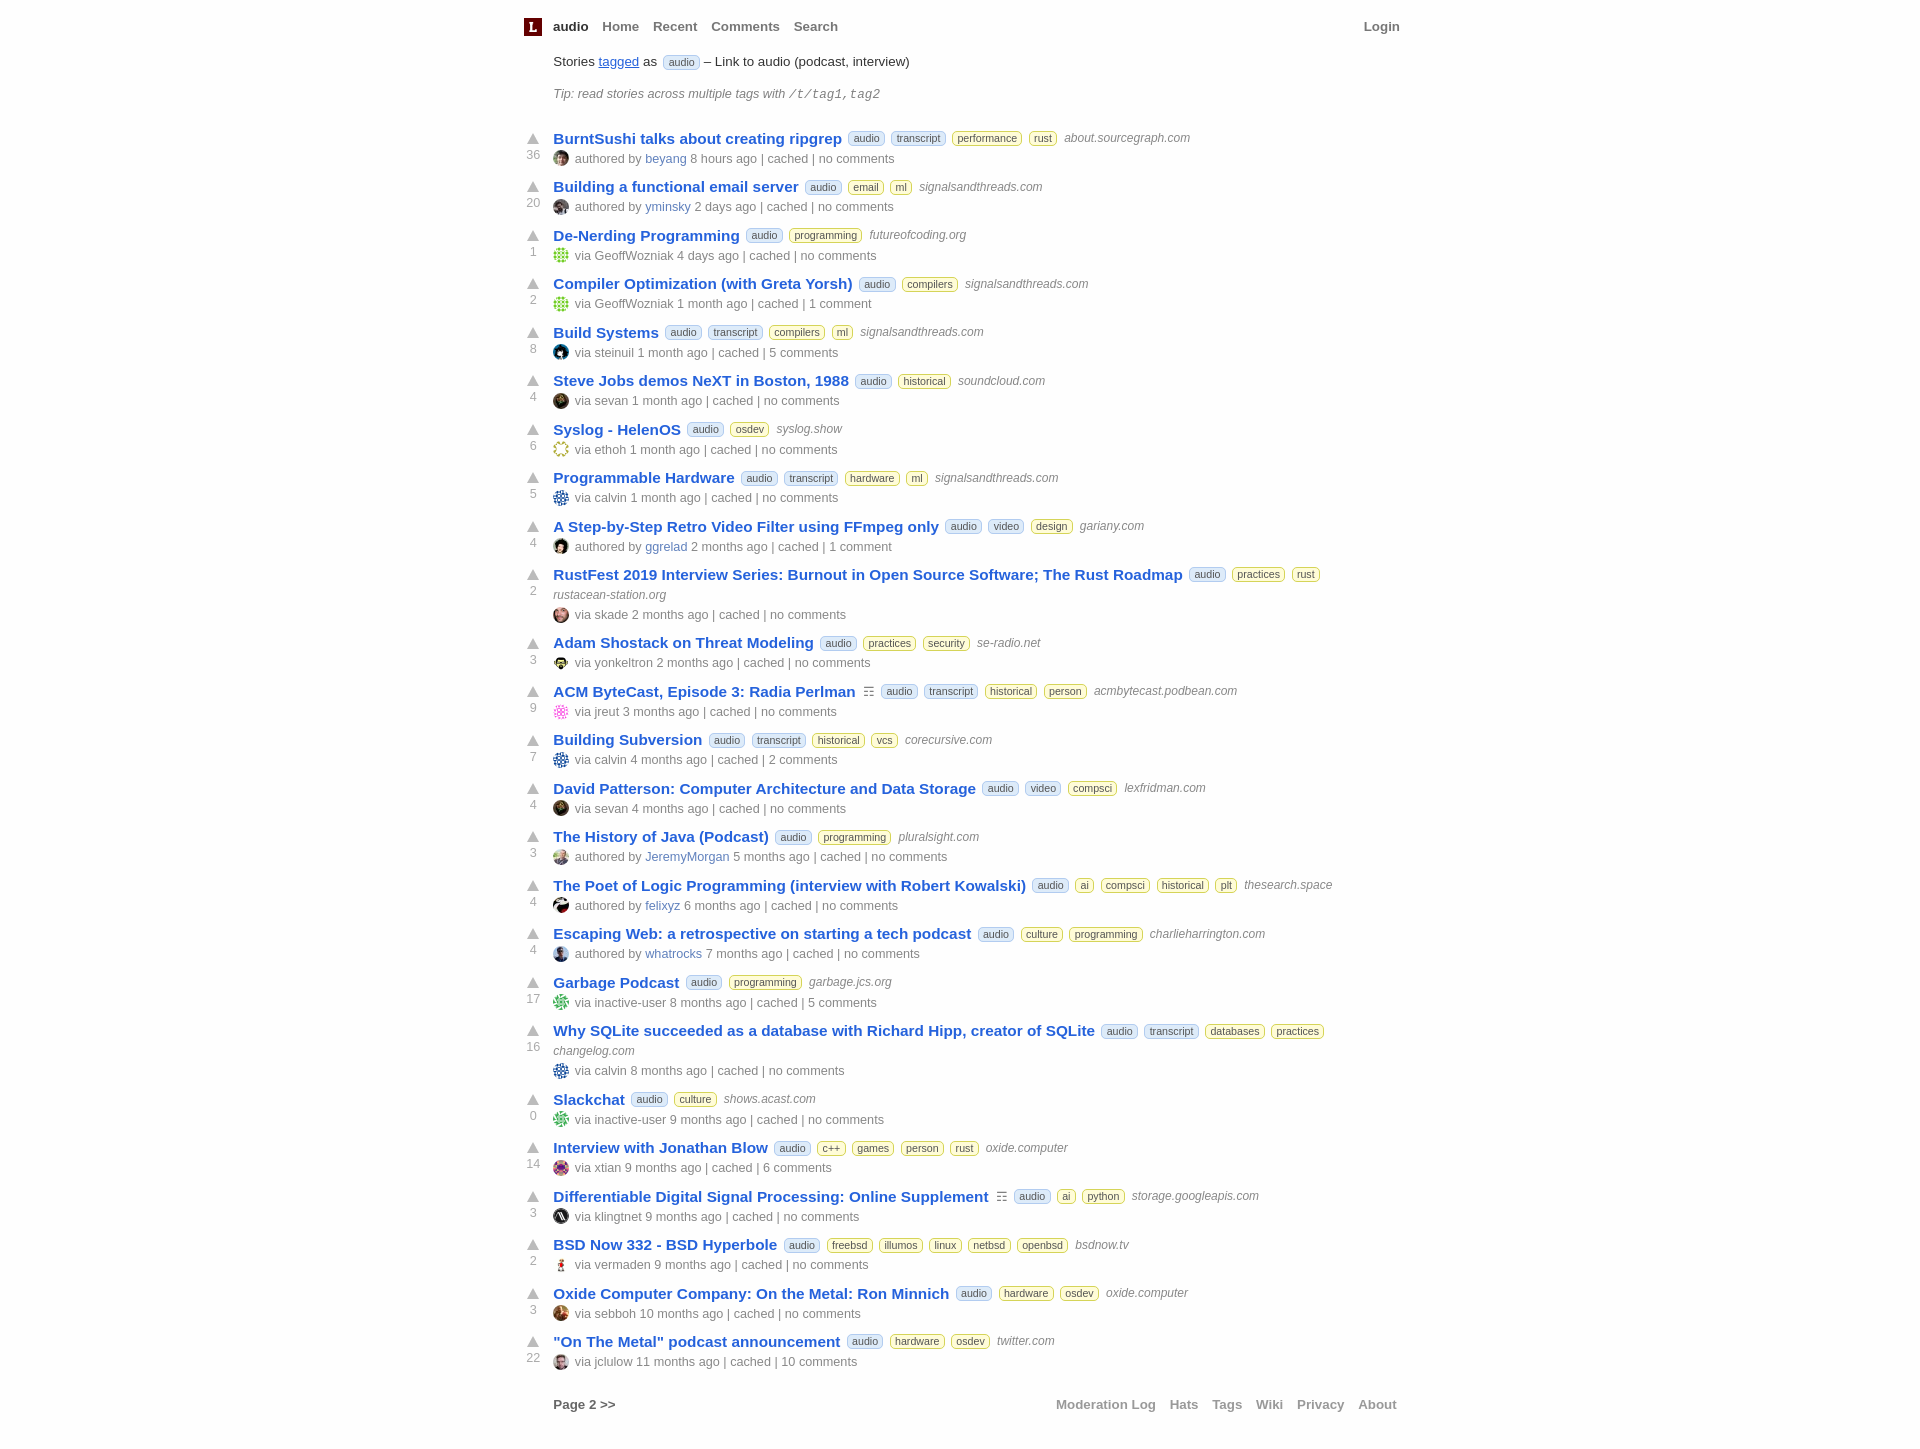 L audio Home Recent Comments Search Login
Stories tagged as audio – Link to audio (podcast, interview)
Tip: read stories across multiple tags with /t/tag1,tag2
BurntSushi talks about creating ripgrep audio transcript performance rust about.sourcegraph.com
36 authored by beyang 8 hours ago | cached | no comments
Building a functional email server audio email ml signalsandthreads.com
20 authored by yminsky 2 days ago | cached | no comments
De-Nerding Programming audio programming futureofcoding.org
1 via GeoffWozniak 4 days ago | cached | no comments
Compiler Optimization (with Greta Yorsh) audio compilers signalsandthreads.com
2 via GeoffWozniak 1 month ago | cached | 1 comment
Build Systems audio transcript compilers ml signalsandthreads.com
8 via steinuil 1 month ago | cached | 5 comments
Steve Jobs demos NeXT in Boston, 1988 audio historical soundcloud.com
4 via sevan 1 month ago | cached | no comments
Syslog - HelenOS audio osdev syslog.show
6 via ethoh 1 month ago | cached | no comments
Programmable Hardware audio transcript hardware ml signalsandthreads.com
5 via calvin 1 month ago | cached | no comments
A Step-by-Step Retro Video Filter using FFmpeg only audio video design gariany.com
4 authored by ggrelad 2 months ago | cached | 1 comment
RustFest 2019 Interview Series: Burnout in Open Source Software; The Rust Roadmap audio practices rust
2 rustacean-station.org
via skade 2 months ago | cached | no comments
Adam Shostack on Threat Modeling audio practices security se-radio.net
3 via yonkeltron 2 months ago | cached | no comments
ACM ByteCast, Episode 3: Radia Perlman ☶ audio transcript historical person acmbytecast.podbean.com
9 via jreut 3 months ago | cached | no comments
Building Subversion audio transcript historical vcs corecursive.com
7 via calvin 4 months ago | cached | 2 comments
David Patterson: Computer Architecture and Data Storage audio video compsci lexfridman.com
4 via sevan 4 months ago | cached | no comments
The History of Java (Podcast) audio programming pluralsight.com
3 authored by JeremyMorgan 5 months ago | cached | no comments
The Poet of Logic Programming (interview with Robert Kowalski) audio ai compsci historical plt thesearch.space
4 authored by felixyz 6 months ago | cached | no comments
Escaping Web: a retrospective on starting a tech podcast audio culture programming charlieharrington.com
4 authored by whatrocks 7 months ago | cached | no comments
Garbage Podcast audio programming garbage.jcs.org
17 via inactive-user 8 months ago | cached | 5 comments
Why SQLite succeeded as a database with Richard Hipp, creator of SQLite audio transcript databases practices
16 changelog.com
via calvin 8 months ago | cached | no comments
Slackchat audio culture shows.acast.com
0 via inactive-user 9 months ago | cached | no comments
Interview with Jonathan Blow audio c++ games person rust oxide.computer
14 via xtian 9 months ago | cached | 6 comments
Differentiable Digital Signal Processing: Online Supplement ☶ audio ai python storage.googleapis.com
3 via klingtnet 9 months ago | cached | no comments
BSD Now 332 - BSD Hyperbole audio freebsd illumos linux netbsd openbsd bsdnow.tv
2 via vermaden 9 months ago | cached | no comments
Oxide Computer Company: On the Metal: Ron Minnich audio hardware osdev oxide.computer
3 via sebboh 10 months ago | cached | no comments
"On The Metal" podcast announcement audio hardware osdev twitter.com
22 via jclulow 11 months ago | cached | 10 comments
Page 2 >> Moderation Log Hats Tags Wiki Privacy About